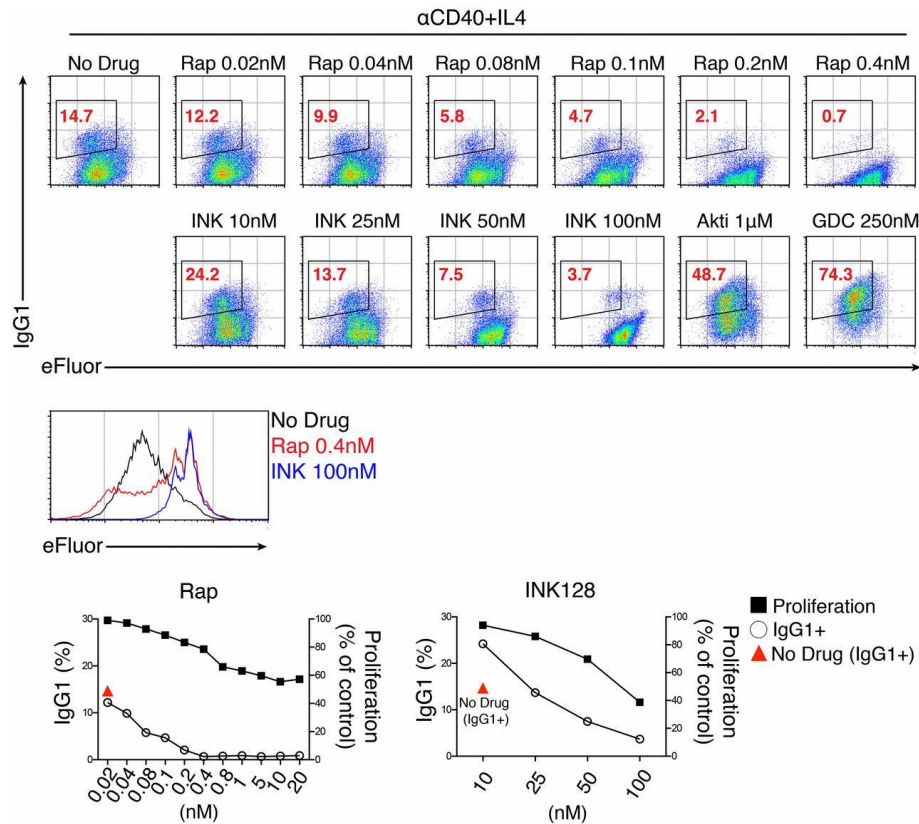 αCD40+IL4
No Drug Rap 0.02nM Rap 0.04nM Rap 0.08nM Rap 0.1nM Rap 0.2nM Rap 0.4nM
14.7 12.2 9.9 5.8 4.7 2.1 0.7
INK 10nM INK 25nM INK 50nM INK 100nM Akti 1µM GDC 250nM
24.2 13.7 7.5 3.7 48.7 74.3
IgG1
eFluor
No Drug
Rap 0.4nM
INK 100nM
eFluor
Rap
30
20
10
0
IgG1 (%)
100
80
60
40
20
0
Proliferation
(% of control)
0.02 0.04 0.08 0.1 0.2 0.4 0.8 1 5 10 20
(nM)
INK128
30
20
10
0
IgG1 (%)
No Drug
(IgG1+)
100
80
60
40
20
0
Proliferation
(% of control)
10 25 50 100
(nM)
Proliferation
IgG1+
No Drug (IgG1+)